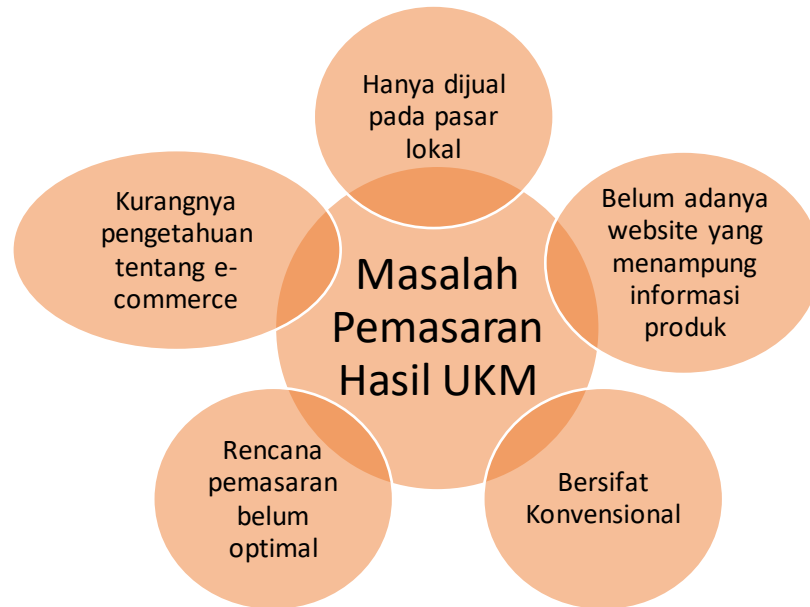 Hanya dijual
pada pasar
lokal
Kurangnya
pengetahuan
tentang e-
commerce
Belum adanya
website yang
menampung
informasi
produk
Masalah
Pemasaran
Hasil UKM
Rencana
pemasaran
belum
optimal
Bersifat
Konvensional